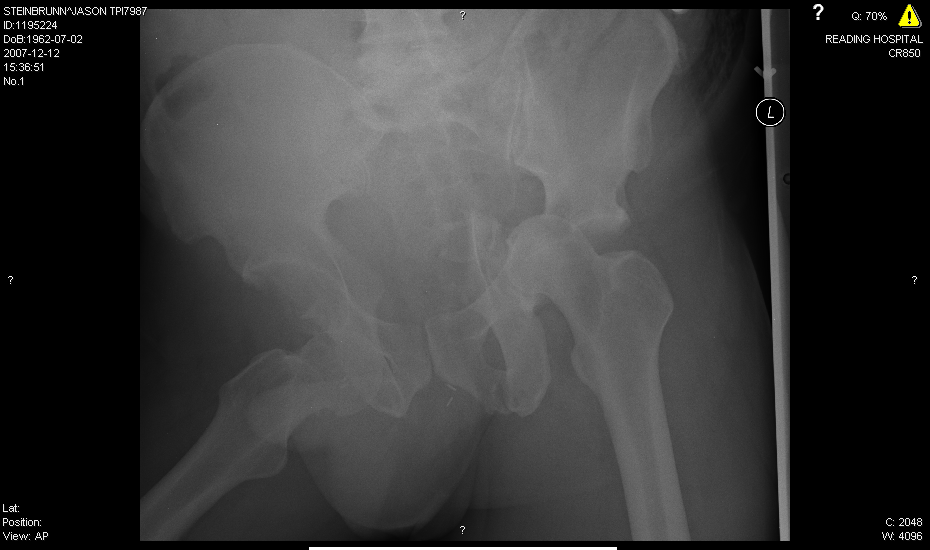 STEINBRUNN^JASON TPI7987
ID:1195224
DoB:1962-07-02
2007-12-12
15:36:51
No.1
?
?
Q: 70%
!
READING HOSPITAL
CR850
L
?
?
Lat:
Position:
View: AP
?
C: 2048
W: 4096